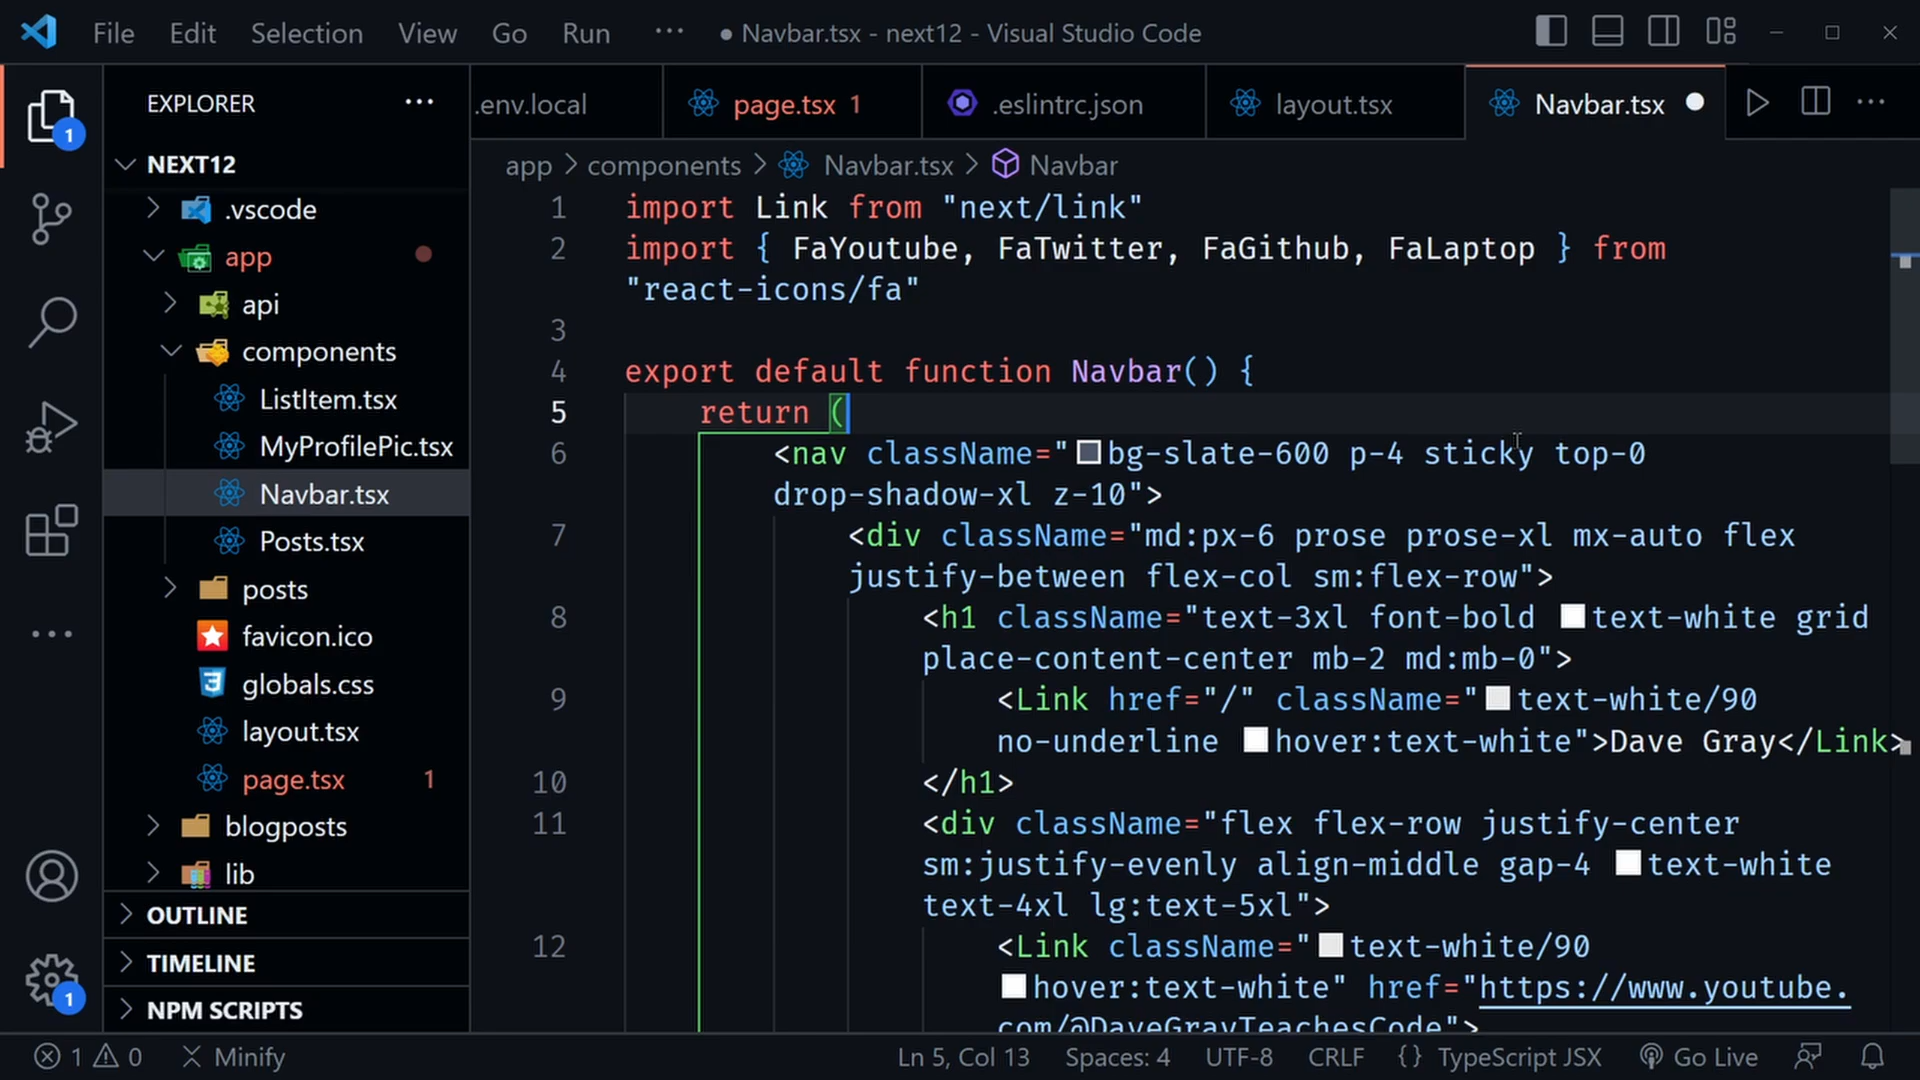 File Edit Selection View Go Run ··· ● Navbar.tsx - next12 - Visual Studio Code
EXPLORER ···
.env.local page.tsx 1 .eslintrc.json layout.tsx Navbar.tsx ● ···
app > components > Navbar.tsx > Navbar
1
NEXT12
.vscode
app
api
components
ListItem.tsx
MyProfilePic.tsx
Navbar.tsx
Posts.tsx
posts
favicon.ico
globals.css
layout.tsx
page.tsx 1
blogposts
lib
OUTLINE
TIMELINE
NPM SCRIPTS
1
1 import Link from "next/link"
2 import { FaYoutube, FaTwitter, FaGithub, FaLaptop } from
"react-icons/fa"
3
4 export default function Navbar() {
5 return (
6 <nav className="bg-slate-600 p-4 sticky top-0
drop-shadow-xl z-10">
7 <div className="md:px-6 prose prose-xl mx-auto flex
justify-between flex-col sm:flex-row">
8 <h1 className="text-3xl font-bold text-white grid
place-content-center mb-2 md:mb-0">
9 <Link href="/" className="text-white/90
no-underline hover:text-white">Dave Gray</Link>
10 </h1>
11 <div className="flex flex-row justify-center
sm:justify-evenly align-middle gap-4 text-white
text-4xl lg:text-5xl">
12 <Link className="text-white/90
hover:text-white" href="https://www.youtube.
com/@DaveGrayTeachesCode">
1 0 Minify Ln 5, Col 13 Spaces: 4 UTF-8 CRLF {} TypeScript JSX Go Live